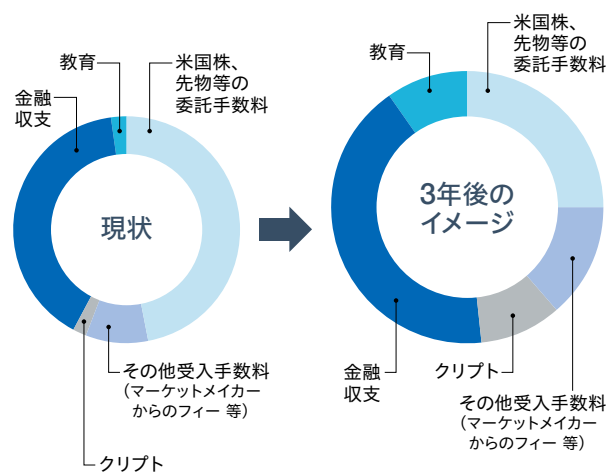 教育
米国株、
先物等の
委託手数料
金融
収支
現状
その他受入手数料
（マーケットメイカー
からのフィー 等）
クリプト
教育
米国株、
先物等の
委託手数料
3年後の
イメージ
金融
収支
クリプト
その他受入手数料
（マーケットメイカー
からのフィー 等）